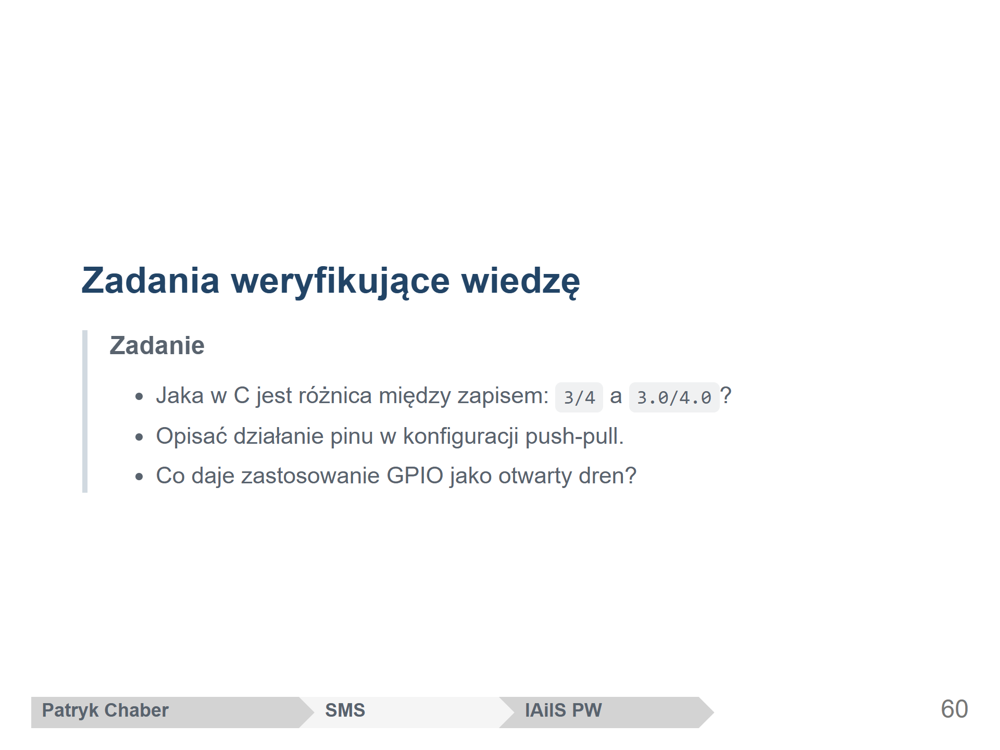 Zadania weryfikujące wiedzę
Zadanie
• Jaka w C jest różnica między zapisem: 3/4 a 3.0/4.0?
• Opisać działanie pinu w konfiguracji push-pull.
• Co daje zastosowanie GPIO jako otwarty dren?
Patryk Chaber SMS IAiIS PW 60